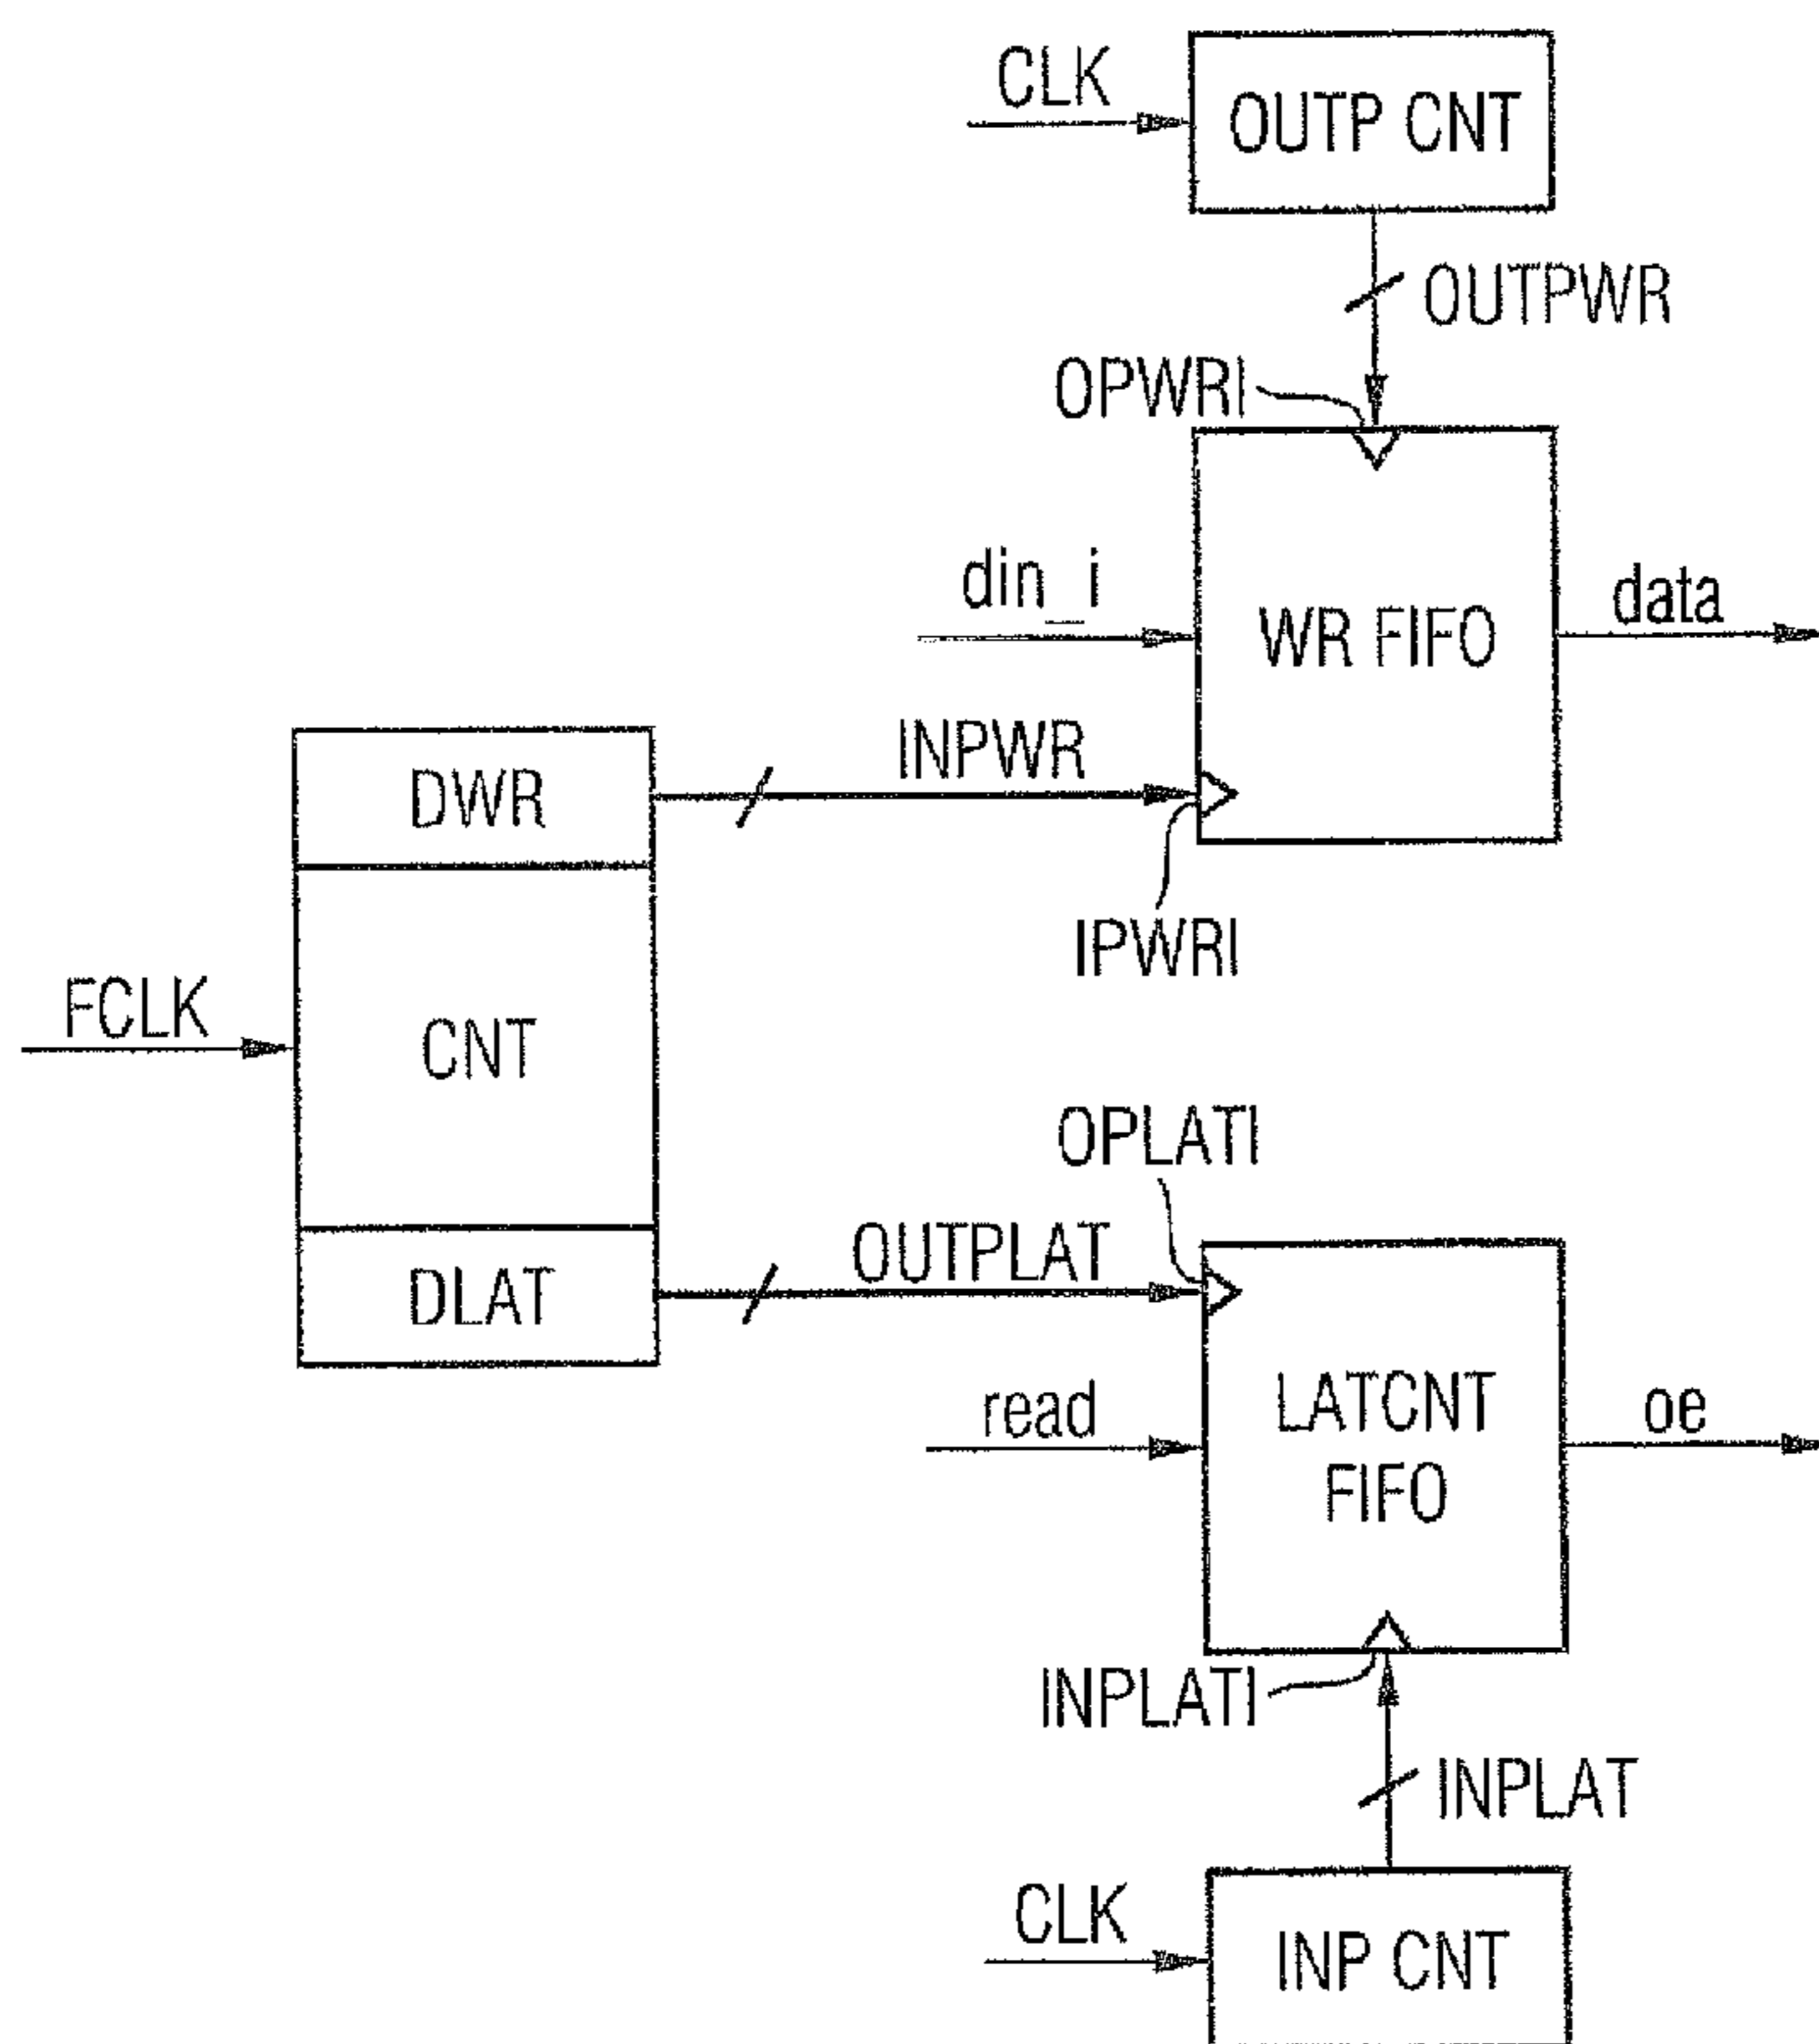 CLK
OUTP CNT
OUTPWR
OPWRI
din_i
WR FIFO
data
INPWR
DWR
IPWRI
FCLK
CNT
OPLATI
OUTPLAT
DLAT
read
LATCNT
FIFO
oe
INPLATI
INPLAT
CLK
INP CNT